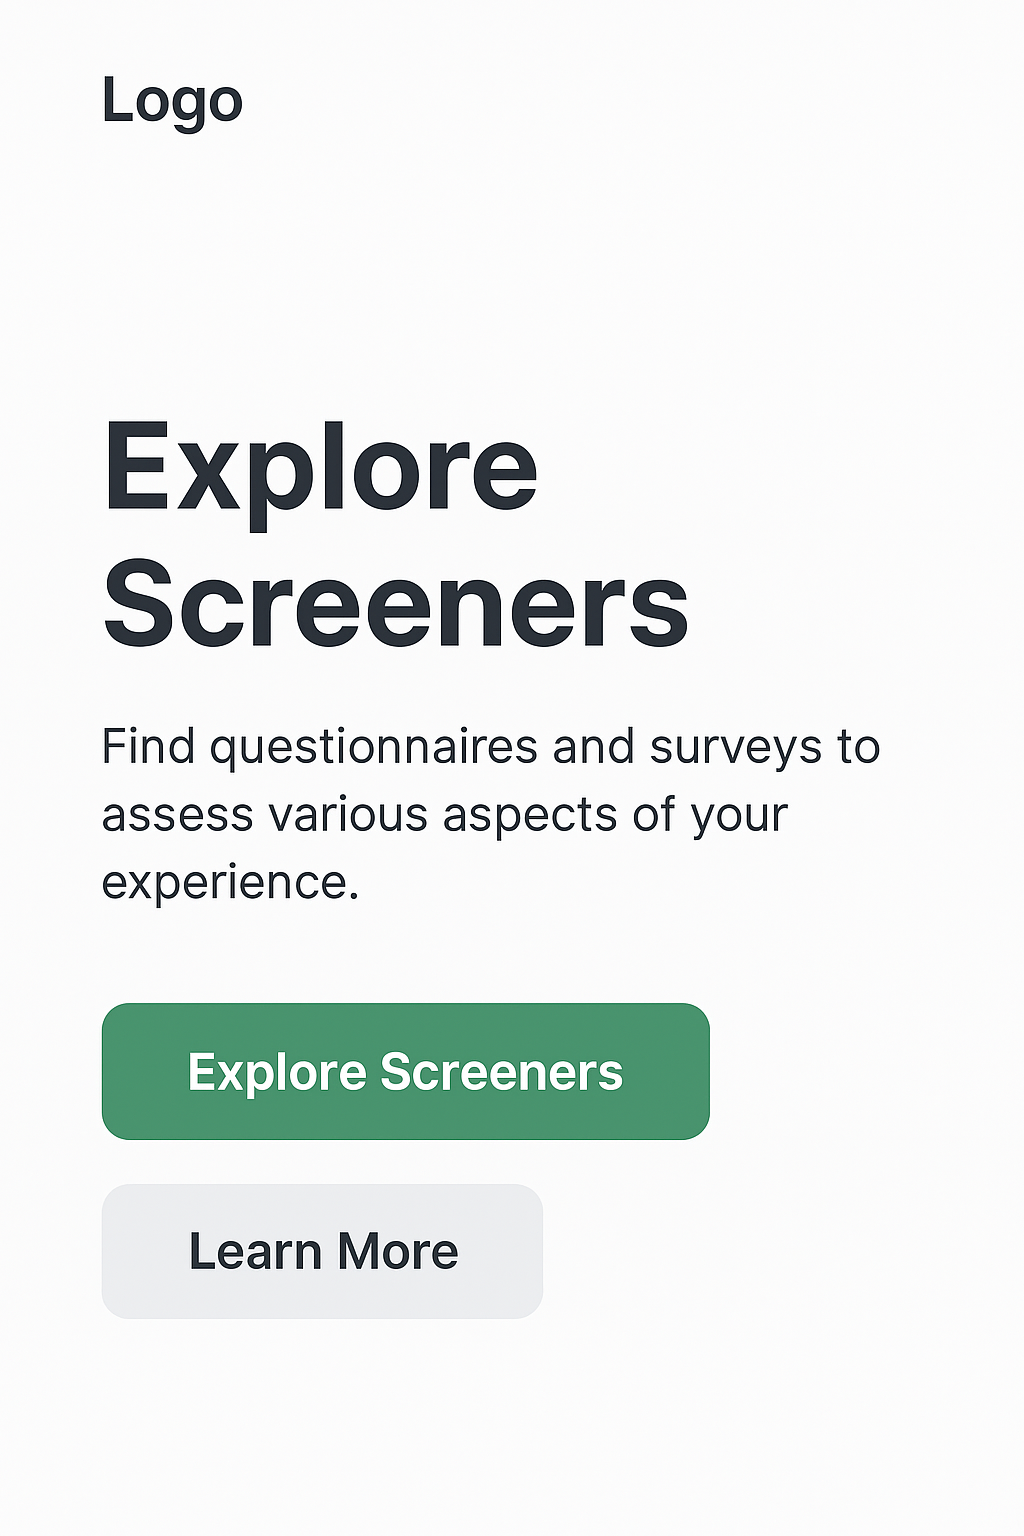 Logo
Explore
Screeners
Find questionnaires and surveys to
assess various aspects of your
experience.
Explore Screeners
Learn More